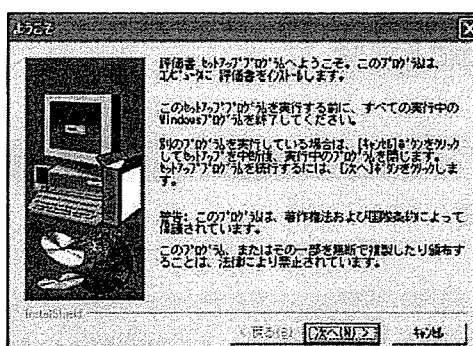 ようこそ
評価書 ｾｯﾄｱｯﾌﾟﾌﾟﾛｸﾞﾗﾑへようこそ。このﾌﾟﾛｸﾞﾗﾑは、
ｺﾝﾋﾟｭｰﾀに 評価書をｲﾝｽﾄｰﾙします。
このｾｯﾄｱｯﾌﾟﾌﾟﾛｸﾞﾗﾑを実行する前に、すべての実行中の
Windowsﾌﾟﾛｸﾞﾗﾑを終了してください。
別のﾌﾟﾛｸﾞﾗﾑを実行している場合は、[ｷｬﾝｾﾙ]ﾎﾞﾀﾝをｸﾘｯｸ
してｾｯﾄｱｯﾌﾟを中断後、実行中のﾌﾟﾛｸﾞﾗﾑを閉じます。
ｾｯﾄｱｯﾌﾟﾌﾟﾛｸﾞﾗﾑを続行するには、[次へ]ﾎﾞﾀﾝをｸﾘｯｸしま
す。
警告: このﾌﾟﾛｸﾞﾗﾑは、著作権法および国際条約によって
保護されています。
このﾌﾟﾛｸﾞﾗﾑ、またはその一部を無断で複製したり頒布す
ることは、法律により禁止されています。
InstallShield
< 戻る(B) 次へ(N) > ｷｬﾝｾﾙ